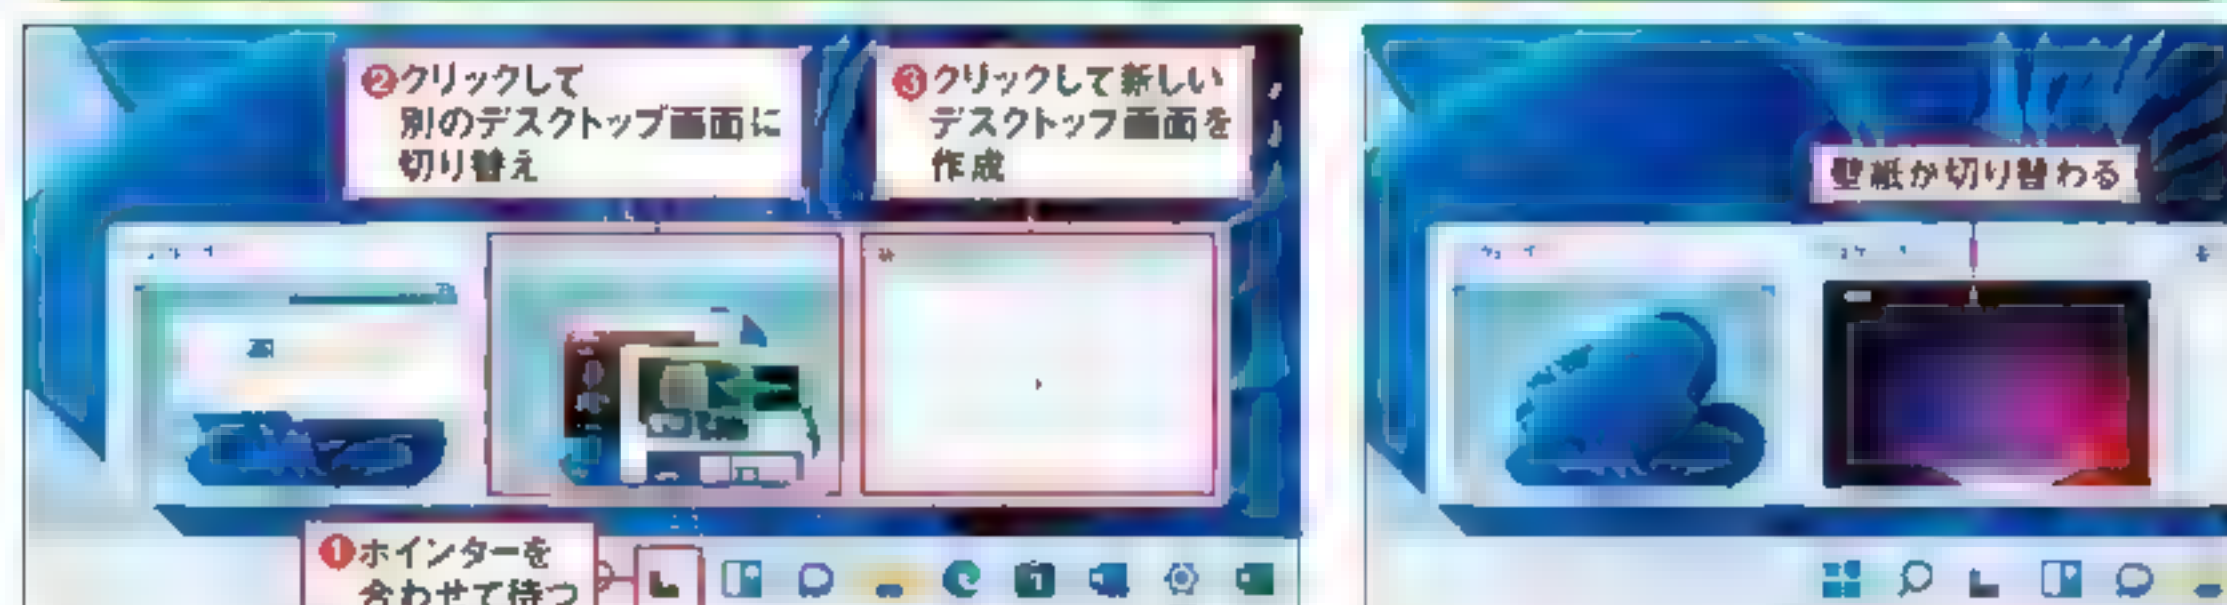 ❷クリックして
別のデスクトップ画面に
切り替え
❸クリックして新しい
デスクトップ画面を
作成
壁紙が切り替わる
❶ポインターを
合わせて待つ